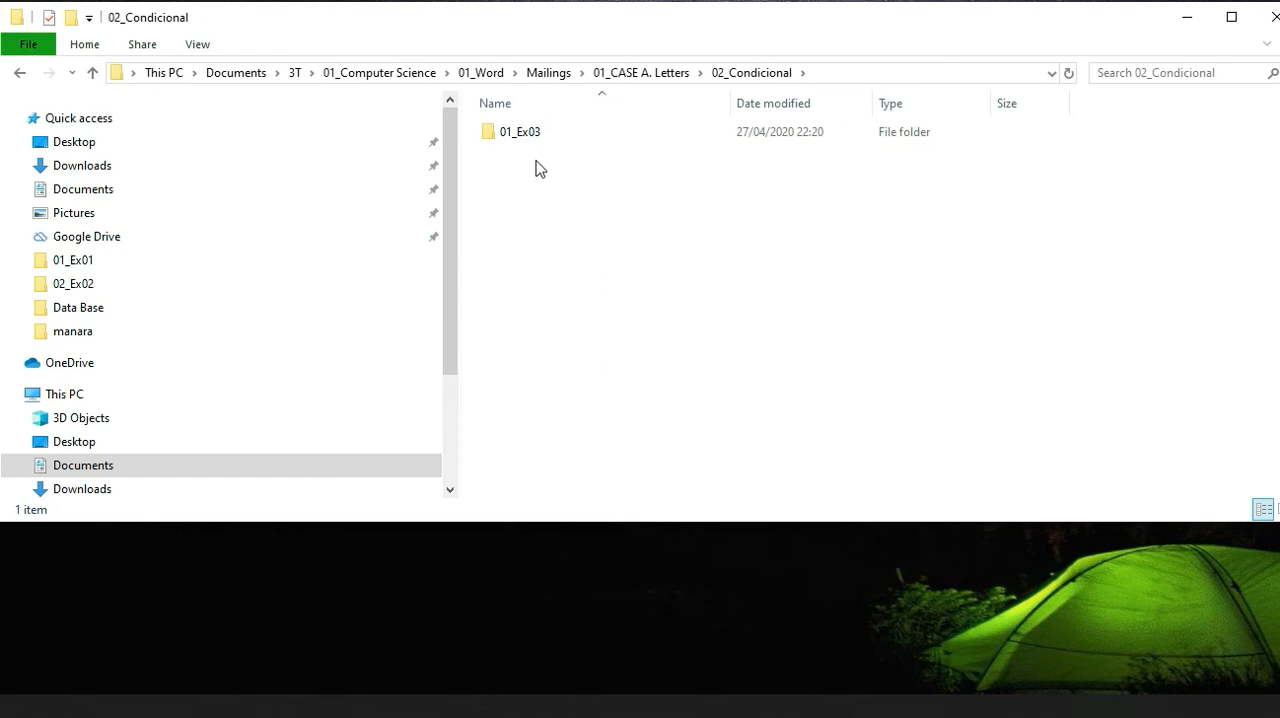 02_Condicional
File Home Share View
This PC Documents 3T 01_Computer Science 01_Word Mailings 01_CASE A. Letters 02_Condicional Search 02_Condicional
Name Date modified Type Size
01_Ex03 27/04/2020 22:20 File folder
Quick access
Desktop
Downloads
Documents
Pictures
Google Drive
01_Ex01
02_Ex02
Data Base
manara
OneDrive
This PC
3D Objects
Desktop
Documents
Downloads
1 item